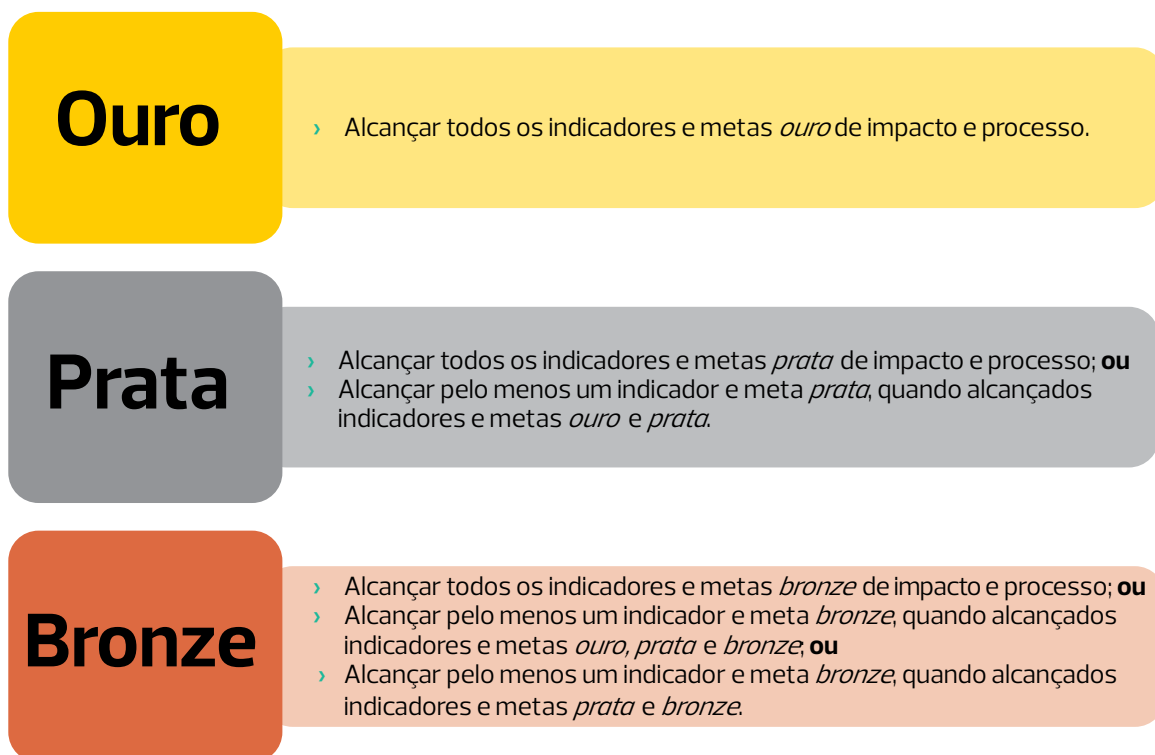 Ouro
› Alcançar todos os indicadores e metas ouro de impacto e processo.
Prata
› Alcançar todos os indicadores e metas prata de impacto e processo; ou
› Alcançar pelo menos um indicador e meta prata, quando alcançados
indicadores e metas ouro e prata.
Bronze
› Alcançar todos os indicadores e metas bronze de impacto e processo; ou
› Alcançar pelo menos um indicador e meta bronze, quando alcançados
indicadores e metas ouro, prata e bronze; ou
› Alcançar pelo menos um indicador e meta bronze, quando alcançados
indicadores e metas prata e bronze.